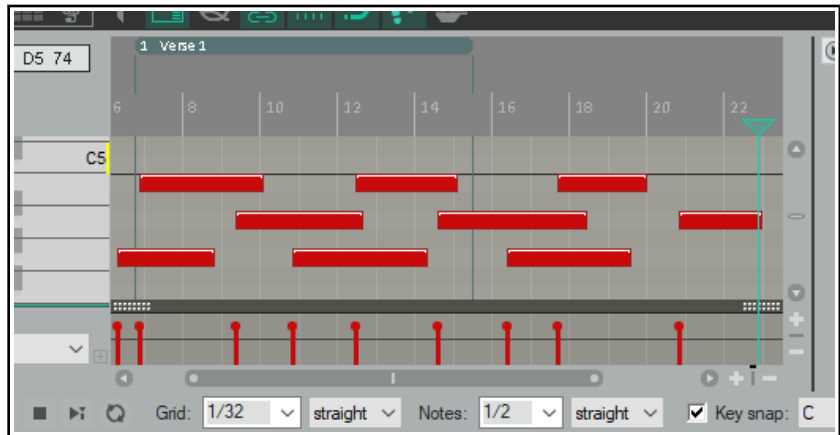 D5 74
1 Verse 1
6 8 10 12 14 16 18 20 22
C5
Grid: 1/32 straight Notes: 1/2 straight Key snap: C